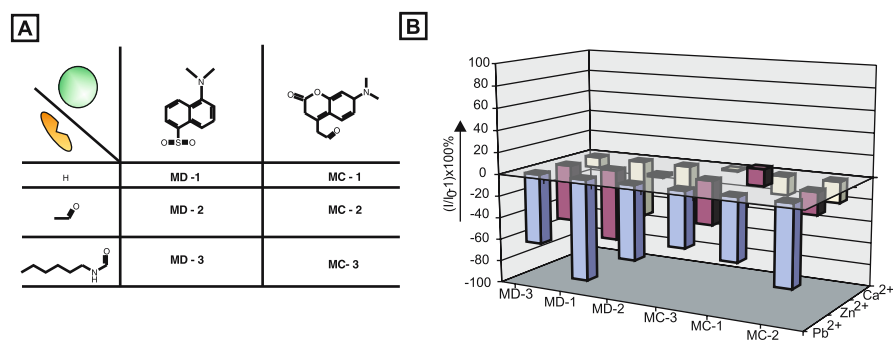 A
N
O
O
N
O=S=O
O
H
MD -1
MC - 1
O
MD - 2
MC - 2
O
N
H
MD - 3
MC- 3
B
(I/I0-1)x100%
100
80
60
40
20
0
-20
-40
-60
-80
-100
MD-3
MD-1
MD-2
MC-3
MC-1
MC-2
Pb2+
Zn2+
Ca2+